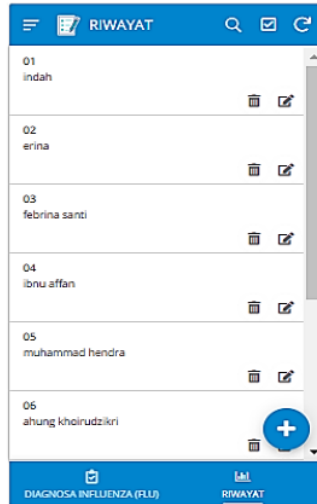 RIWAYAT
01
indah
02
erina
03
febrina santi
04
ibnu affan
05
muhammad hendra
06
ahung khoirudzikri
DIAGNOSA INFLUENZA (FLU)
RIWAYAT